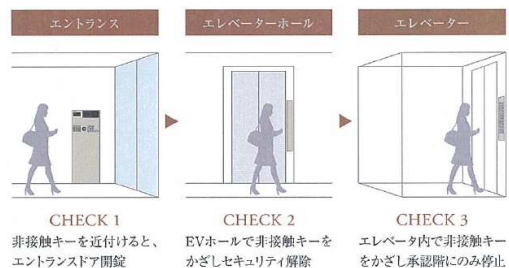 エントランス
エレベーターホール
エレベーター
CHECK 1
非接触キーを近付けると、
エントランスドア開錠
CHECK 2
EVホールで非接触キーを
かざしセキュリティ解除
CHECK 3
エレベータ内で非接触キー
をかざし承認階にのみ停止